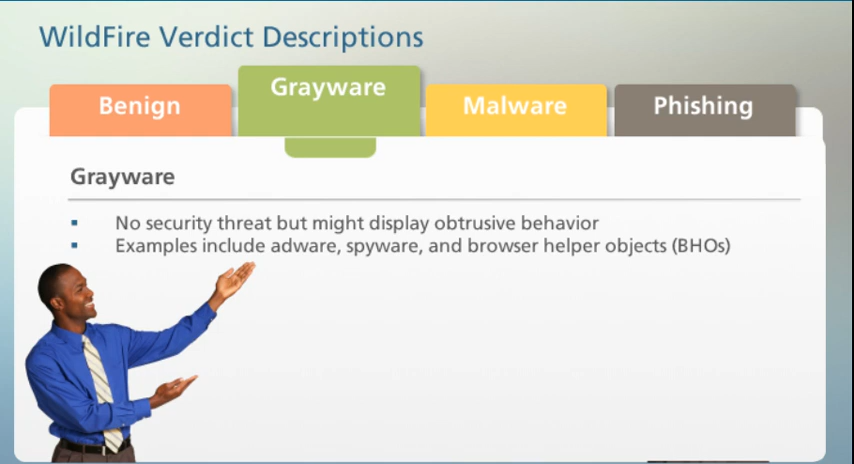 WildFire Verdict Descriptions
Benign
Grayware
Malware
Phishing
Grayware
No security threat but might display obtrusive behavior
Examples include adware, spyware, and browser helper objects (BHOs)